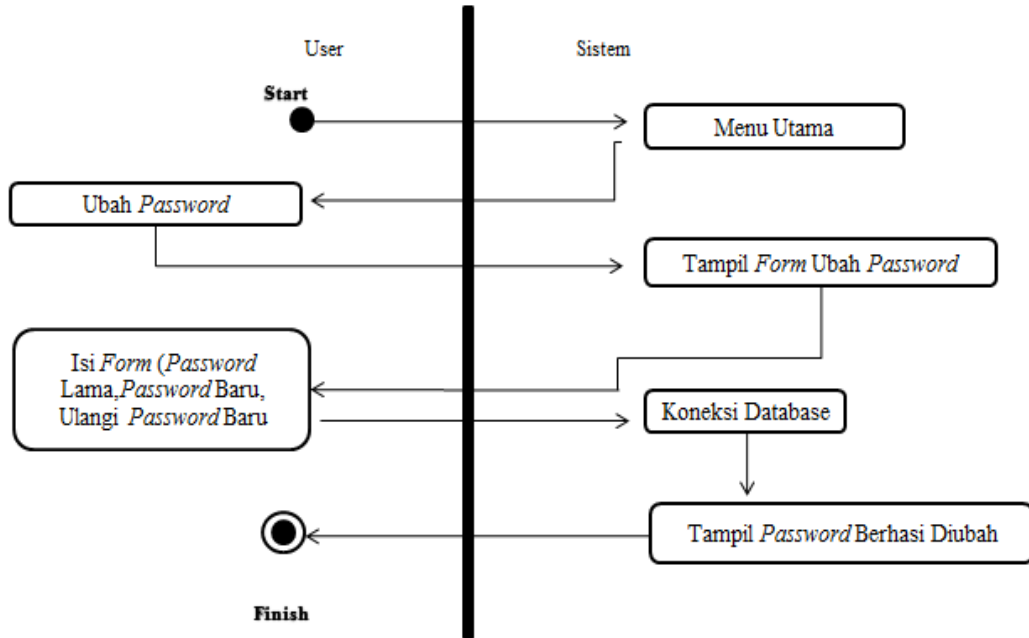 User
Sistem
Start
Menu Utama
Ubah Password
Tampil Form Ubah Password
Isi Form (Password
Lama,Password Baru,
Ulangi Password Baru
Koneksi Database
Tampil Password Berhasi Diubah
Finish